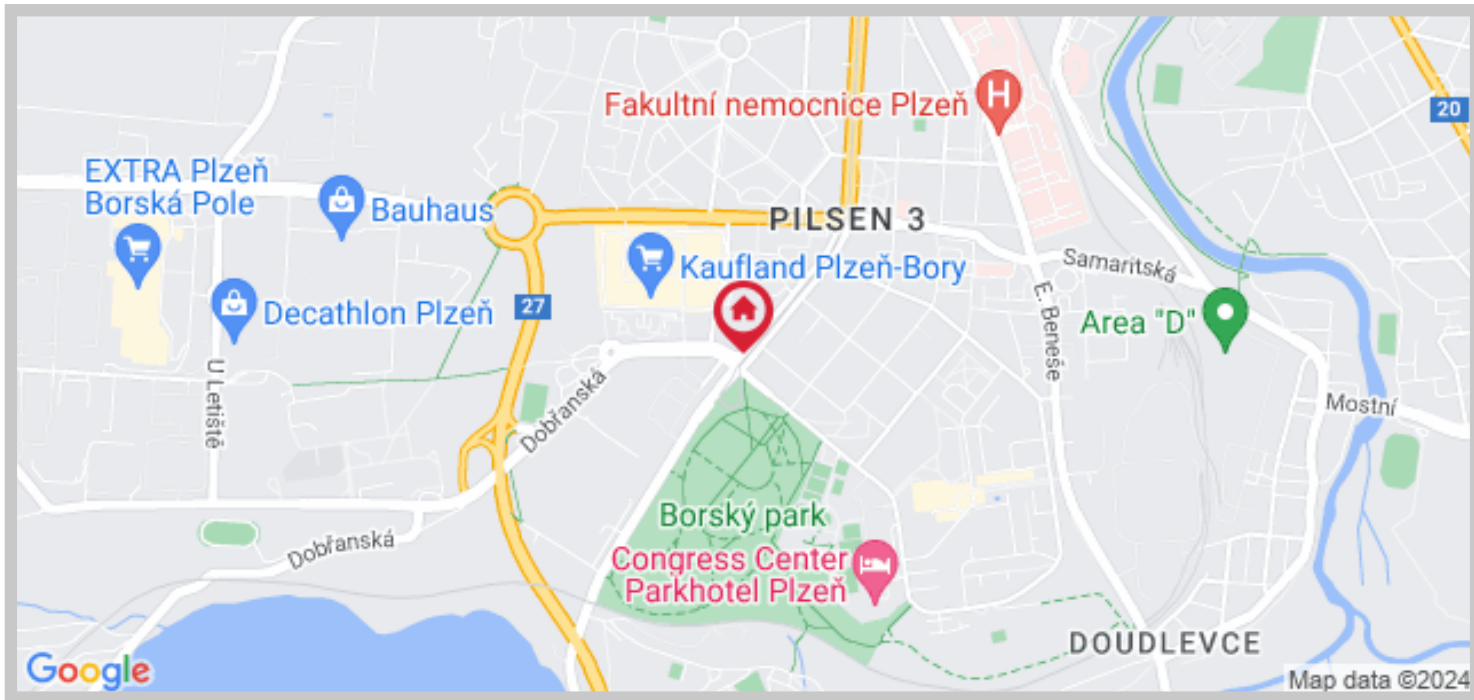 Fakultní nemocnice Plzeň
H
20
EXTRA Plzeň
Borská Pole
Bauhaus
PILSEN 3
Kaufland Plzeň-Bory
Samaritská
Decathlon Plzeň
27
E. Beneše
Area "D"
U Letiště
Dobřanská
Mostní
Borský park
Dobřanská
Congress Center
Parkhotel Plzeň
DOUDLEVCE
Google
Map data ©2024